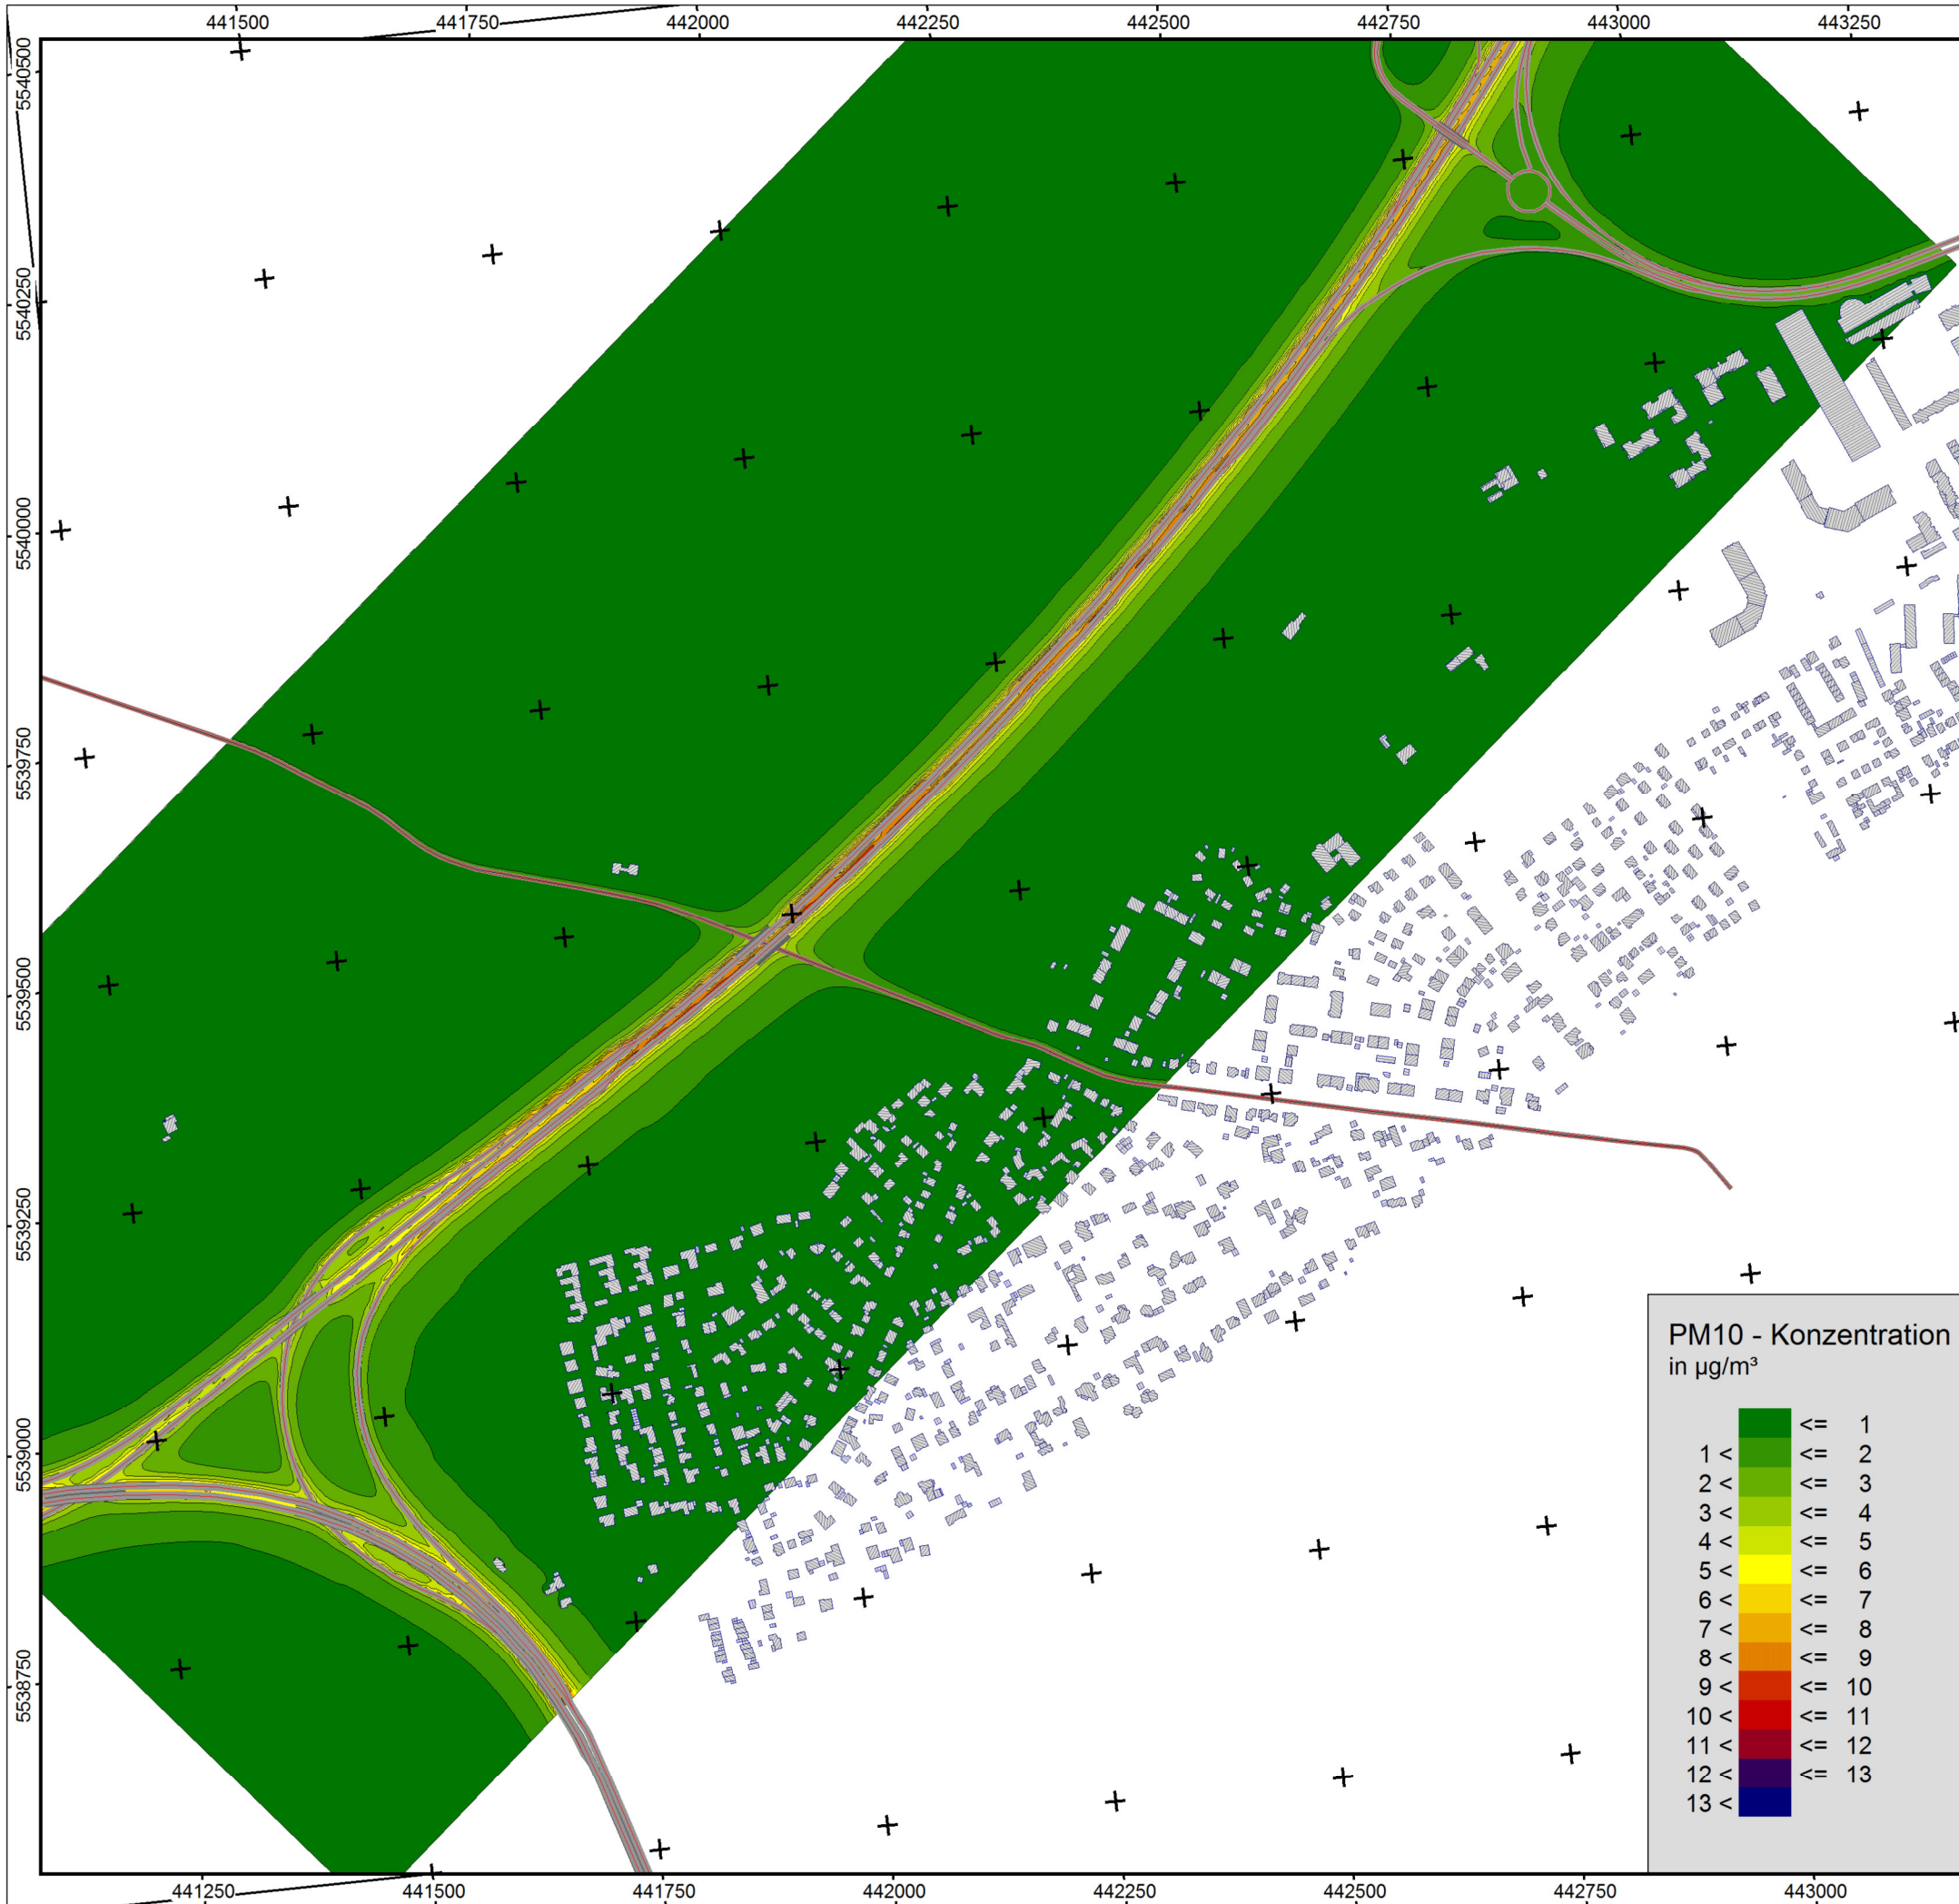 441500 441750 442000 442250 442500 442750 443000 443250
5540500
5540250
5540000
5539750
5539500
5539250
5539000
5538750
PM10 - Konzentration
in µg/m³
<= 1
1 < <= 2
2 < <= 3
3 < <= 4
4 < <= 5
5 < <= 6
6 < <= 7
7 < <= 8
8 < <= 9
9 < <= 10
10 < <= 11
11 < <= 12
12 < <= 13
13 <
441250 441500 441750 442000 442250 442500 442750 443000